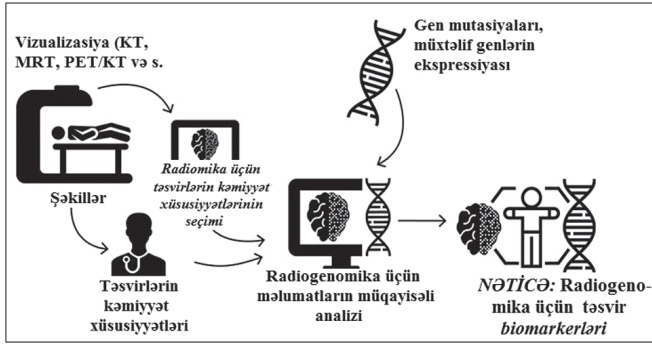 Vizualizasiya (KT,
MRT, PET/KT və s.
Şəkillər
Radiomika üçün
təsvirlərin kəmiyyət
xüsusiyyətlərinin
seçimi
Təsvirlərin
kəmiyyət
xüsusiyyətləri
Gen mutasiyaları,
müxtəlif genlərin
ekspressiyası
Radiogenomika üçün
məlumatların müqayisəli
analizi
NƏTİCƏ: Radiogeno-
mika üçün təsvir
biomarkerləri